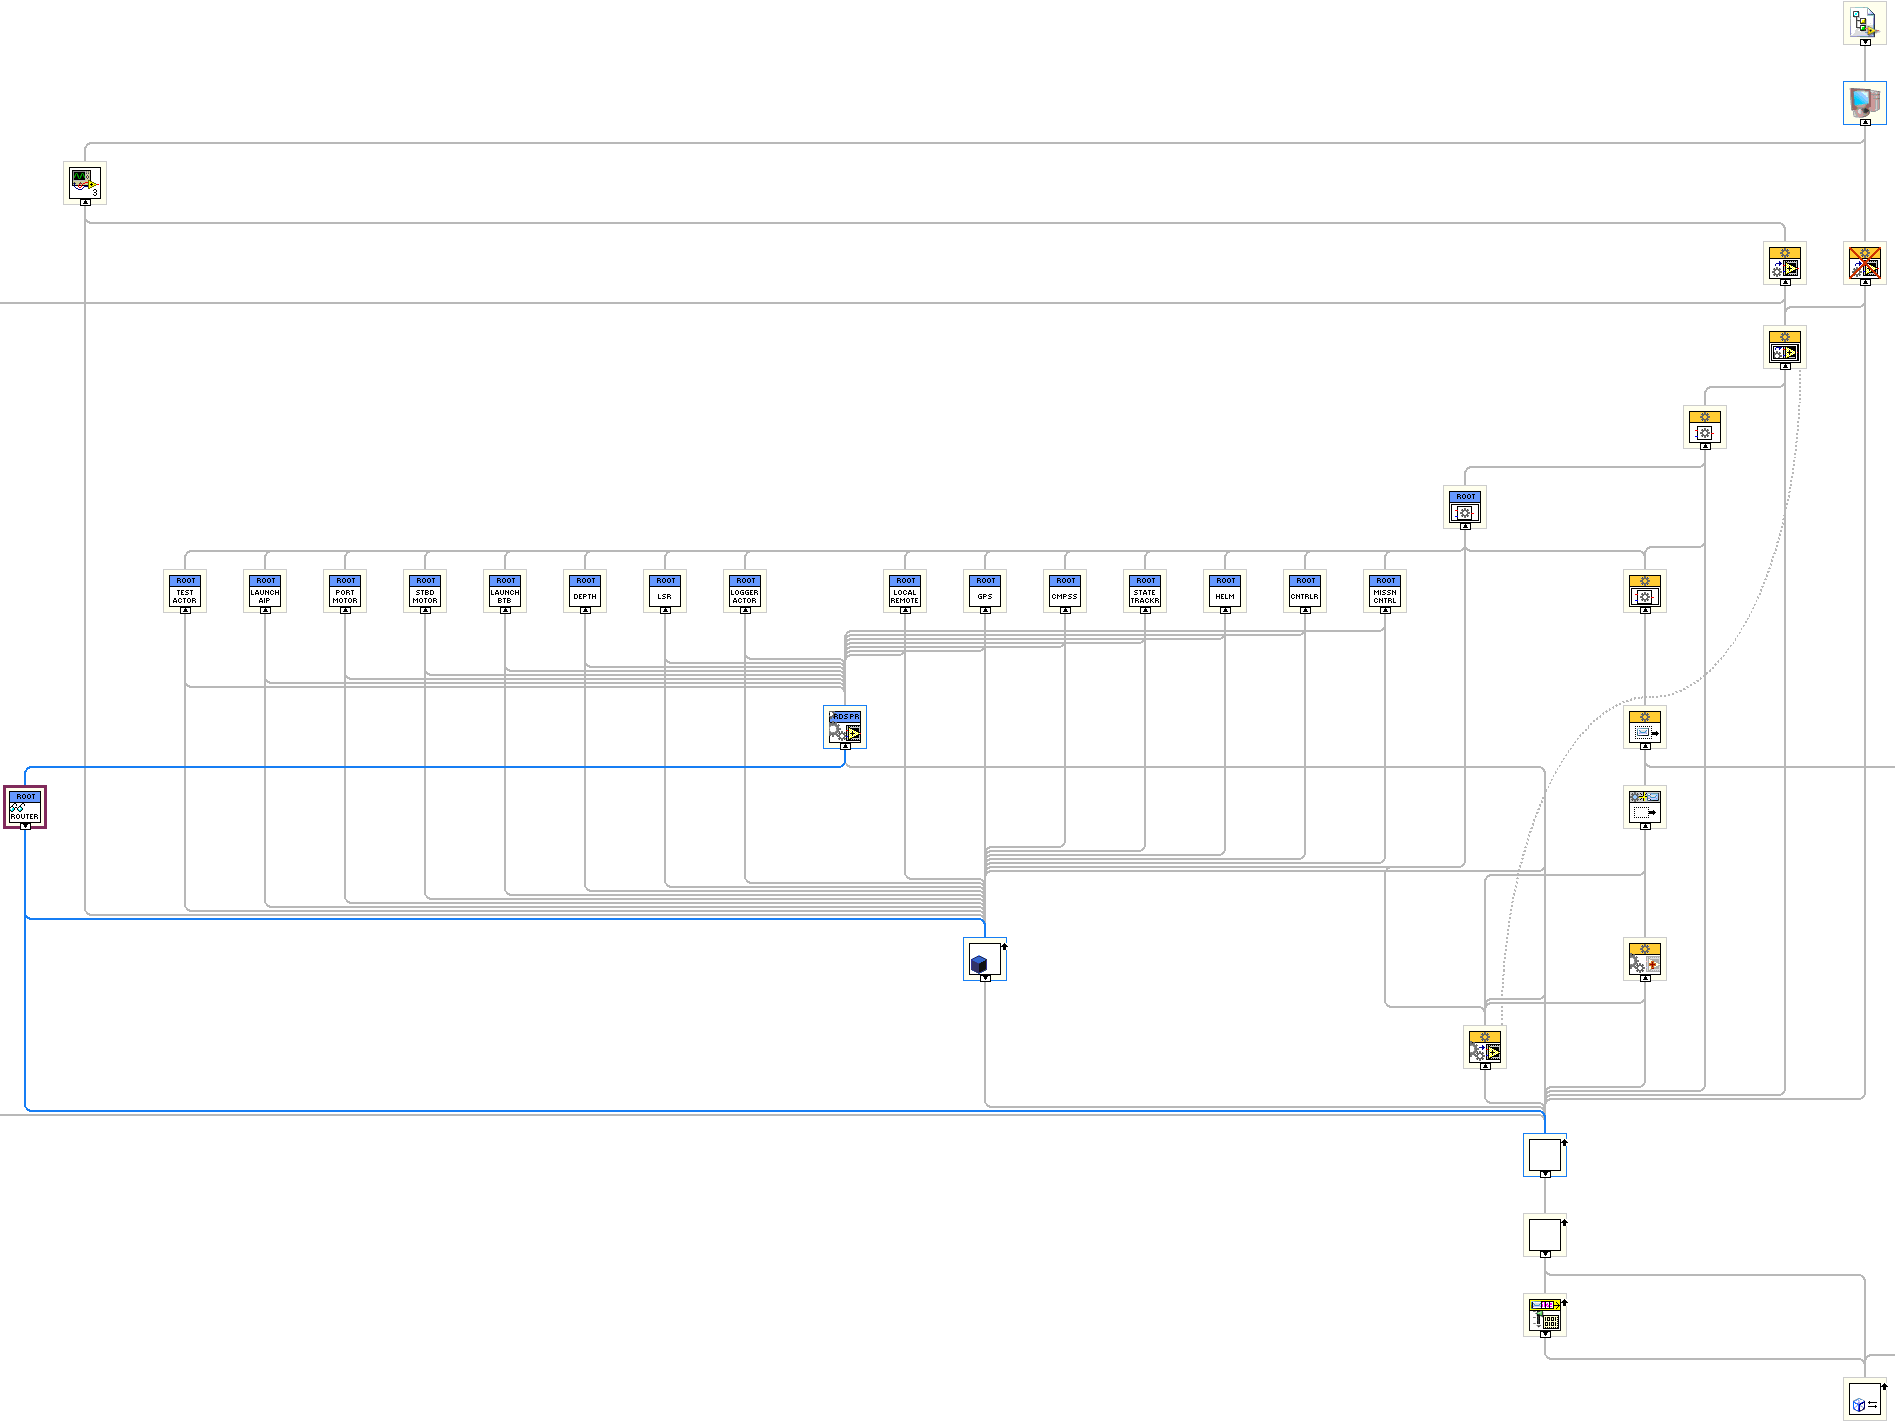 3
ROOT
ROOT
TEST
ACTOR
ROOT
LAUNCH
AIP
ROOT
PORT
MOTOR
ROOT
STBD
MOTOR
ROOT
LAUNCH
BTB
ROOT
DEPTH
ROOT
LSR
ROOT
LOGGER
ACTOR
ROOT
LOCAL
REMOTE
ROOT
GPS
ROOT
CMPSS
ROOT
STATE
TRACKR
ROOT
HELM
ROOT
CNTRLR
ROOT
MISSN
CNTRL
RDSPR
ROOT
ROUTER